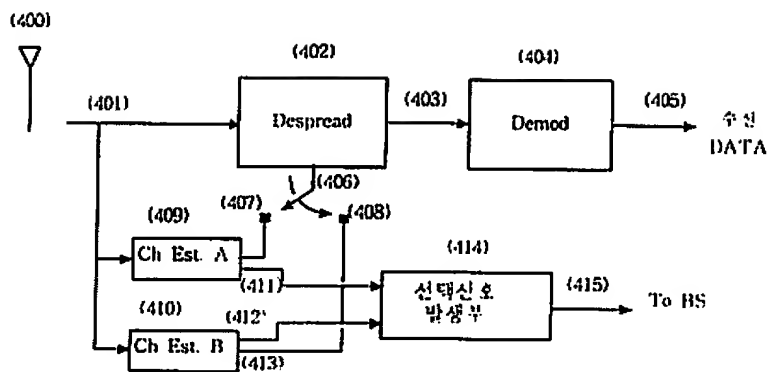 (400)
(402)
(404)
(401)
Despread
(403)
Demod
(405)
수신
DATA
(406)
(407)
(408)
(409)
Ch Est. A
(411)
(414)
선택신호
발생부
(415)
To BS
(410)
(412)
Ch Est. B
(413)